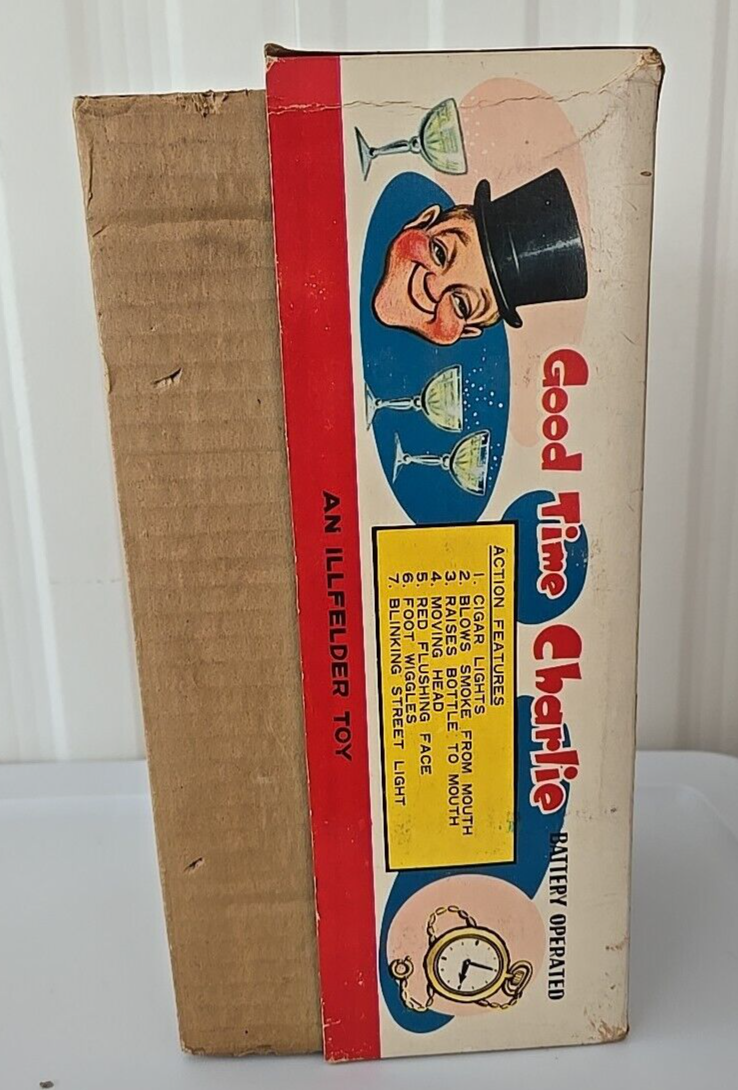 Good Time Charlie BATTERY OPERATED
ACTION FEATURES
1. CIGAR LIGHTS
2. BLOWS SMOKE FROM MOUTH
3. RAISES BOTTLE TO MOUTH
4. MOVING HEAD
5. RED FLUSHING FACE
6. FOOT WIGGLES
7. BLINKING STREET LIGHT
AN ILLFELDER TOY